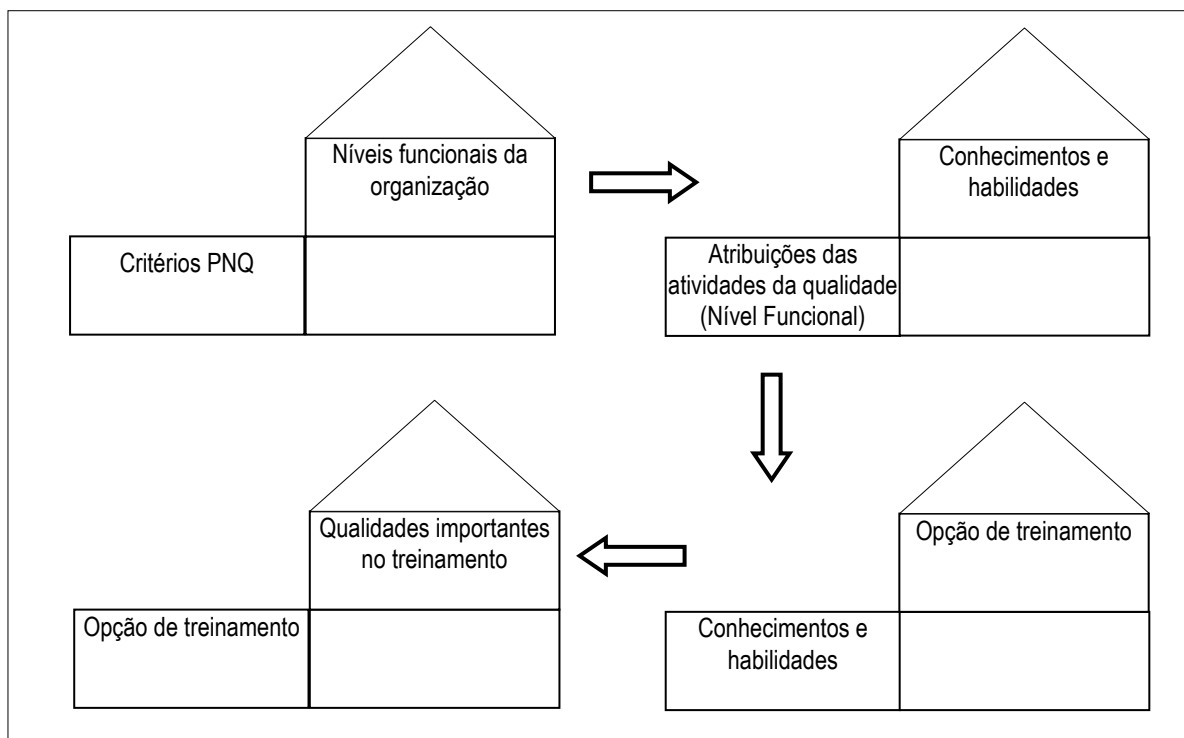 Níveis funcionais da
organização
Critérios PNQ
Conhecimentos e
habilidades
Atribuições das
atividades da qualidade
(Nível Funcional)
Qualidades importantes
no treinamento
Opção de treinamento
Opção de treinamento
Conhecimentos e
habilidades